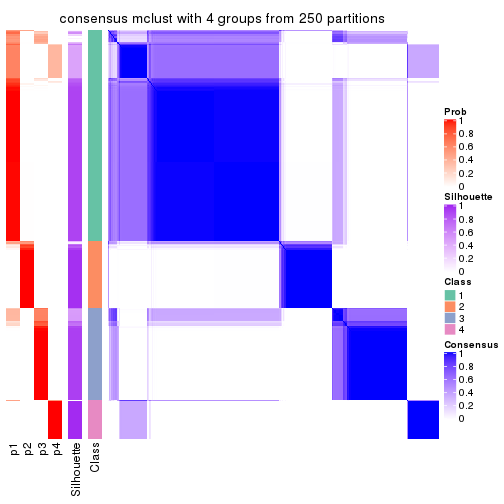 consensus mclust with 4 groups from 250 partitions
Prob
1
0.8
0.6
0.4
0.2
0
Silhouette
1
0.8
0.6
0.4
0.2
0
Class
1
2
3
4
Consensus
1
0.8
0.6
0.4
0.2
0
p1
p2
p3
p4
Silhouette
Class